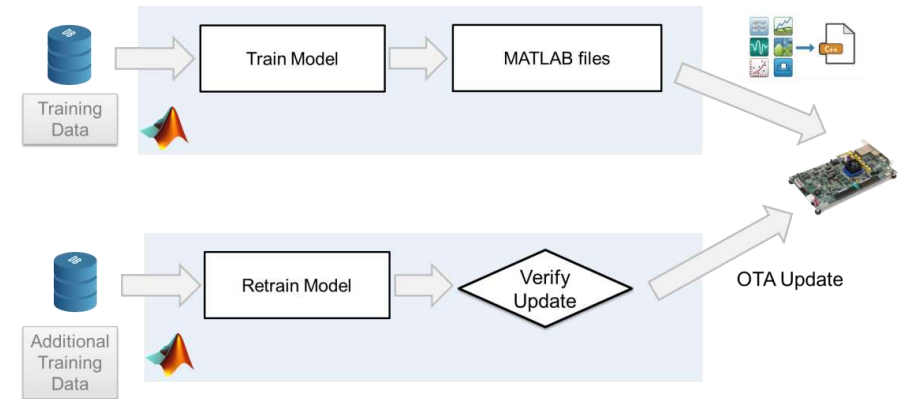 Train Model
MATLAB files
C++
Training
Data
Retrain Model
Verify
Update
OTA Update
Additional
Training
Data